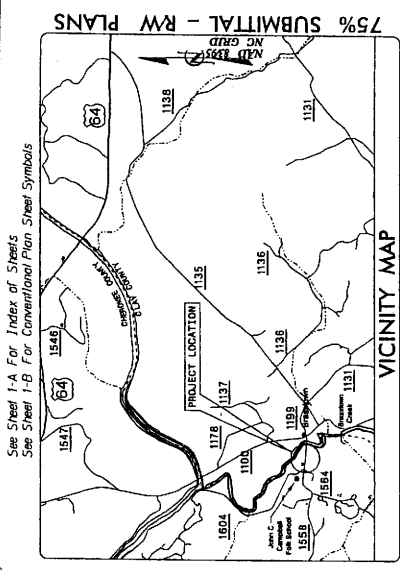 See Sheet 1-A For Index of Sheets
See Sheet 1-B For Conventional Plan Sheet Symbols
75% SUBMITTAL - RW PLANS
NC GRID
NAD 83/95
64
1546
64
1547
CHEROKEE COUNTY
CLAY COUNTY
1138
1131
1135
1136
1136
PROJECT LOCATION
1137
1178
1100
1199
Brasstown
1131
Brasstown
Creek
1604
John C
Campbell
Folk School
1564
1558
VICINITY MAP